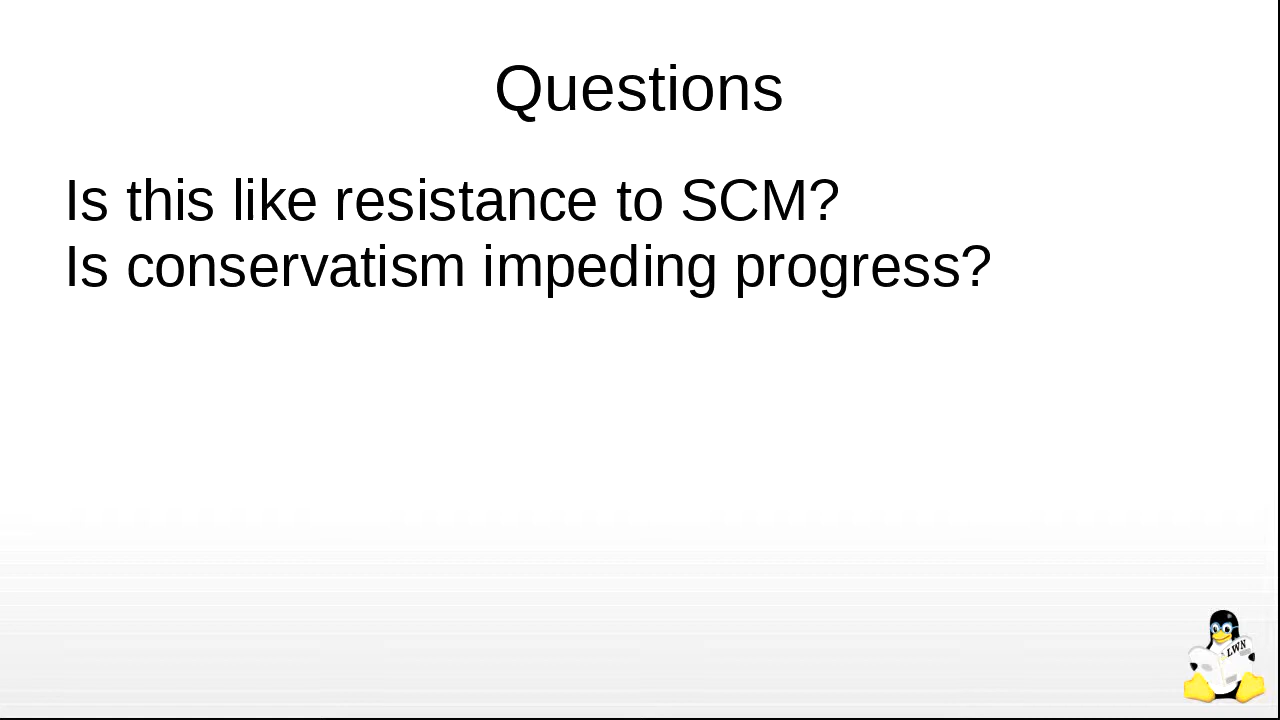 Questions
Is this like resistance to SCM?
Is conservatism impeding progress?
LWN